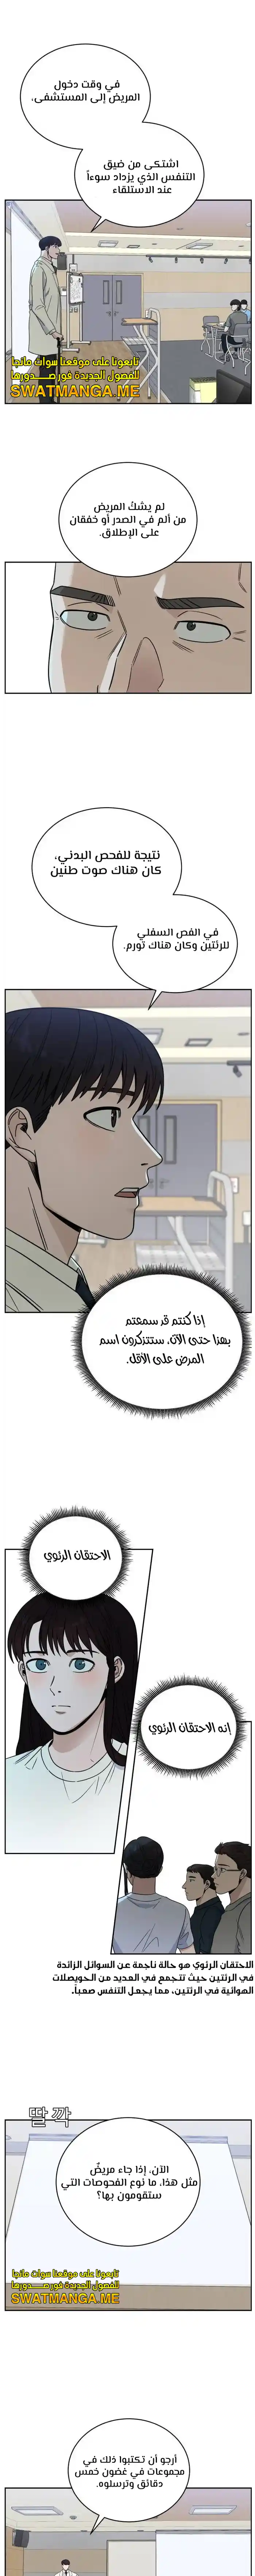 في وقت دخول
المريض إلى المستشفى،
اشتكى من ضيق
التنفس الذي يزداد سوءاً
عند الاستلقاء
تابعونا على موقعنا سوات مانجا
للفصول الجديدة فور صـــدورها
SWATMANGA.ME
لم يشكُ المريض
من ألم في الصدر أو خفقان
على الإطلاق.
نتيجة للفحص البدني،
كان هناك صوت طنين
في الفص السفلي
للرئتين وكان هناك تورم.
إذا كنتم قد سمعتم
بهذا حتى الآن، ستتذكرون اسم
المرض على الأقل.
الاحتقان الرئوي
إنه الاحتقان الرئوي
الاحتقان الرئوي هو حالة ناجمة عن السوائل الزائدة
في الرئتين حيث تتجمع في العديد من الحويصلات
الهوائية في الرئتين، مما يجعل التنفس صعباً.
딸깍
الآن، إذا جاء مريضٌ
مثل هذا، ما نوع الفحوصات التي
ستقومون بها؟
تابعونا على موقعنا سوات مانجا
للفصول الجديدة فور صـــدورها
SWATMANGA.ME
أرجو أن تكتبوا ذلك في
مجموعات في غضون خمس
دقائق وترسلوه.